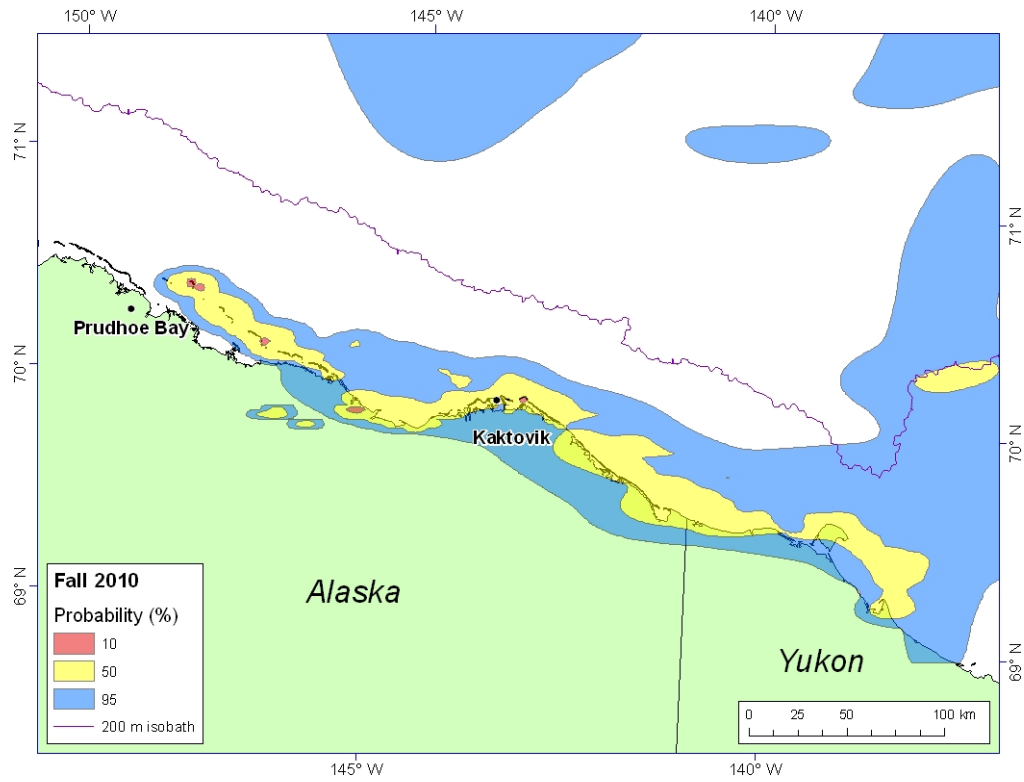 150° W 145° W 140° W
71° N
71° N
Prudhoe Bay
70° N
Kaktovik
70° N
Fall 2010
Probability (%)
10
50
95
200 m isobath
Alaska
69° N
Yukon
69° N
0 25 50 100 km
145° W 140° W